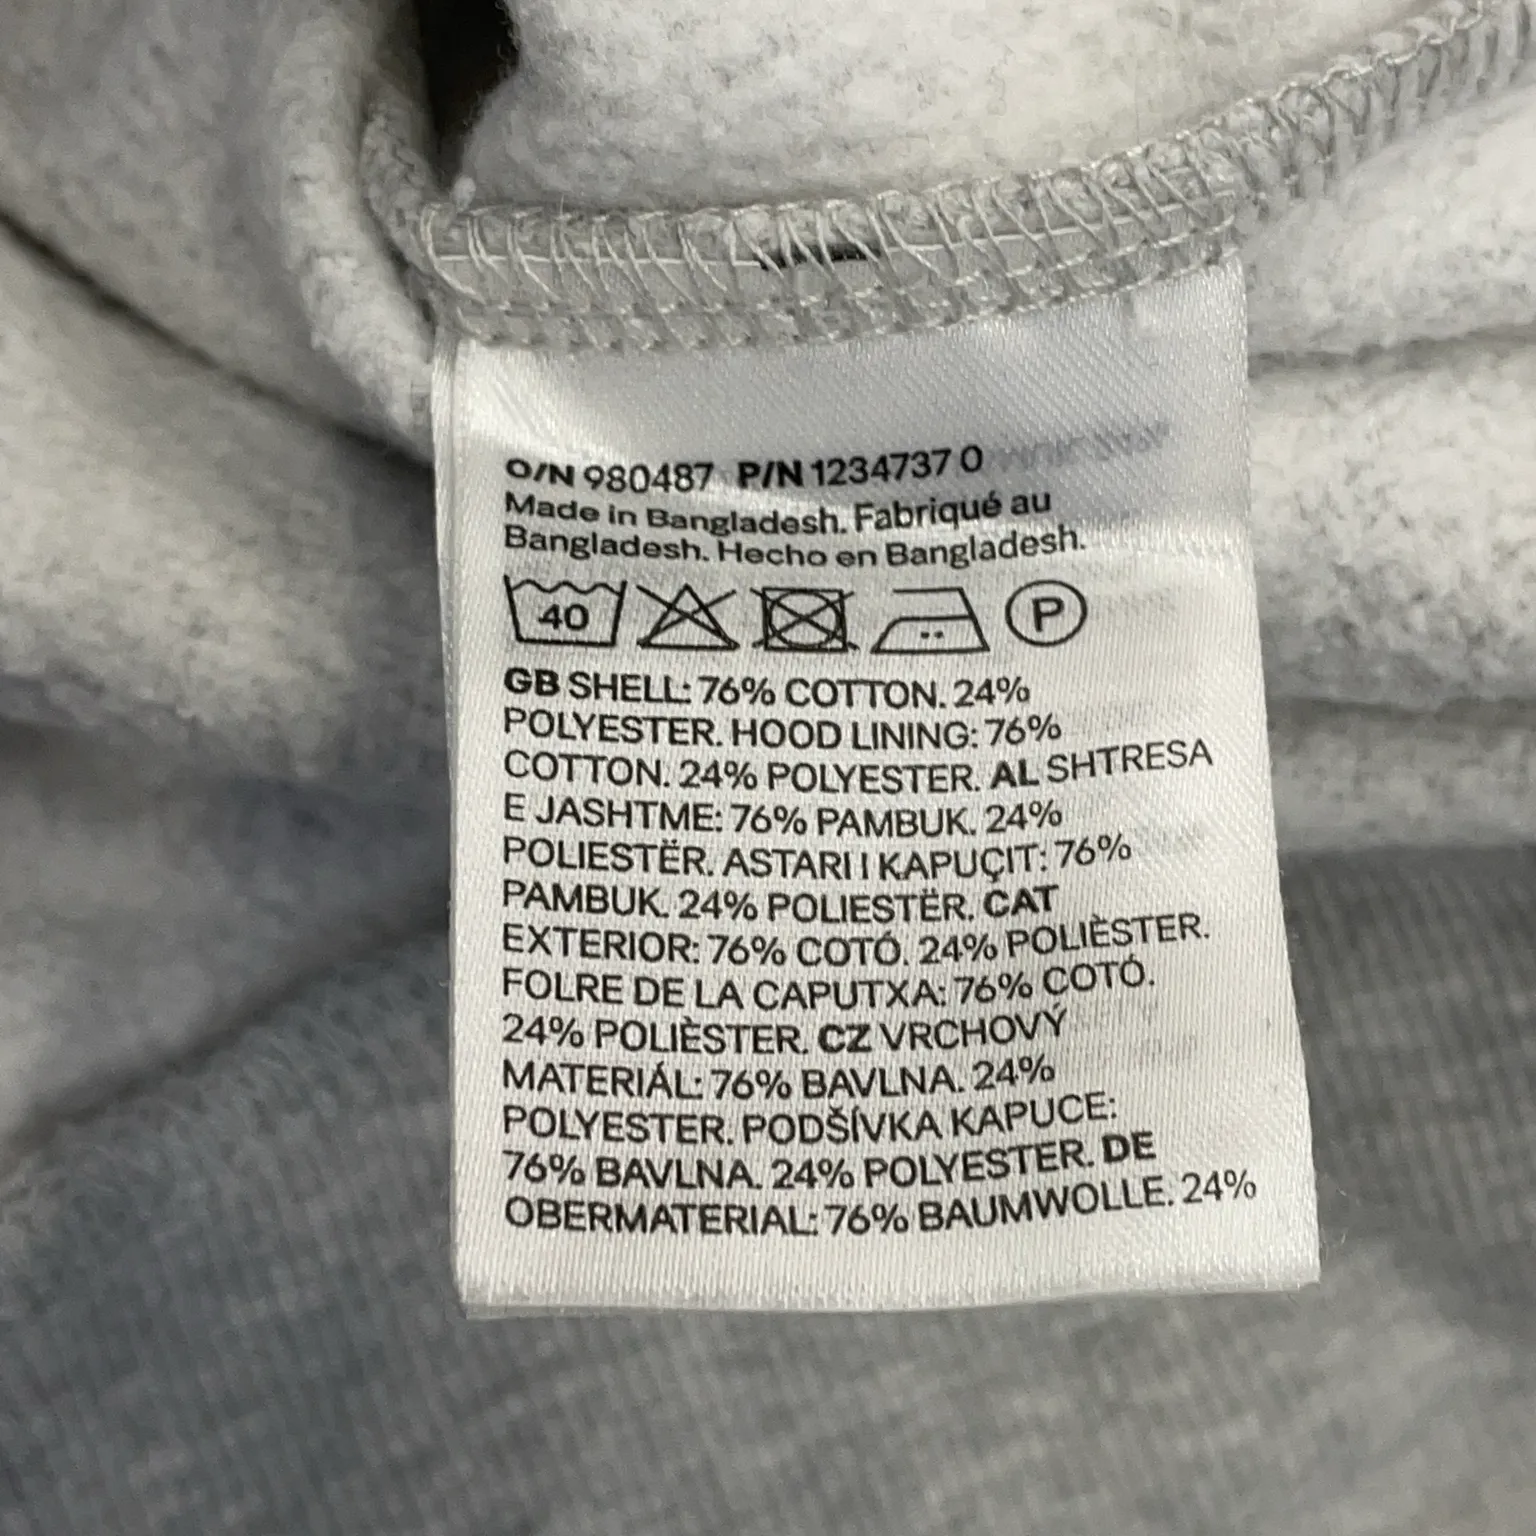 O/N 980487 P/N 1234737 0
Made in Bangladesh. Fabriqué au
Bangladesh. Hecho en Bangladesh.
40 P
GB SHELL: 76% COTTON. 24%
POLYESTER. HOOD LINING: 76%
COTTON. 24% POLYESTER. AL SHTRESA
E JASHTME: 76% PAMBUK. 24%
POLIESTËR. ASTARI I KAPUÇIT: 76%
PAMBUK. 24% POLIESTËR. CAT
EXTERIOR: 76% COTÓ. 24% POLIÈSTER.
FOLRE DE LA CAPUTXA: 76% COTÓ.
24% POLIÈSTER. CZ VRCHOVÝ
MATERIÁL: 76% BAVLNA. 24%
POLYESTER. PODŠÍVKA KAPUCE:
76% BAVLNA. 24% POLYESTER. DE
OBERMATERIAL: 76% BAUMWOLLE. 24%